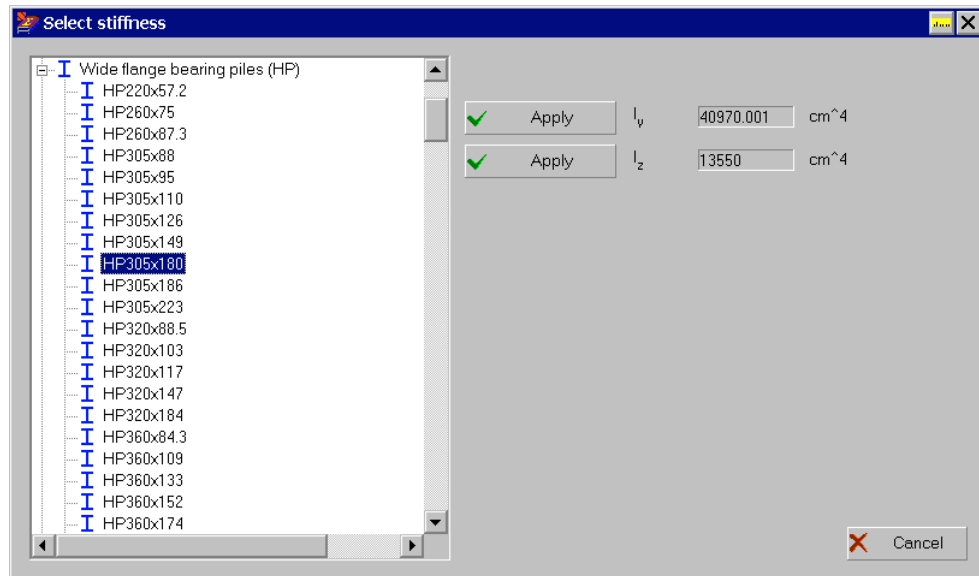 Select stiffness
Wide flange bearing piles (HP)
HP220x57.2
HP260x75
HP260x87.3
HP305x88
HP305x95
HP305x110
HP305x126
HP305x149
HP305x180
HP305x186
HP305x223
HP320x88.5
HP320x103
HP320x117
HP320x147
HP320x184
HP360x84.3
HP360x109
HP360x133
HP360x152
HP360x174
Apply Iy 40970.001 cm^4
Apply Iz 13550 cm^4
Cancel